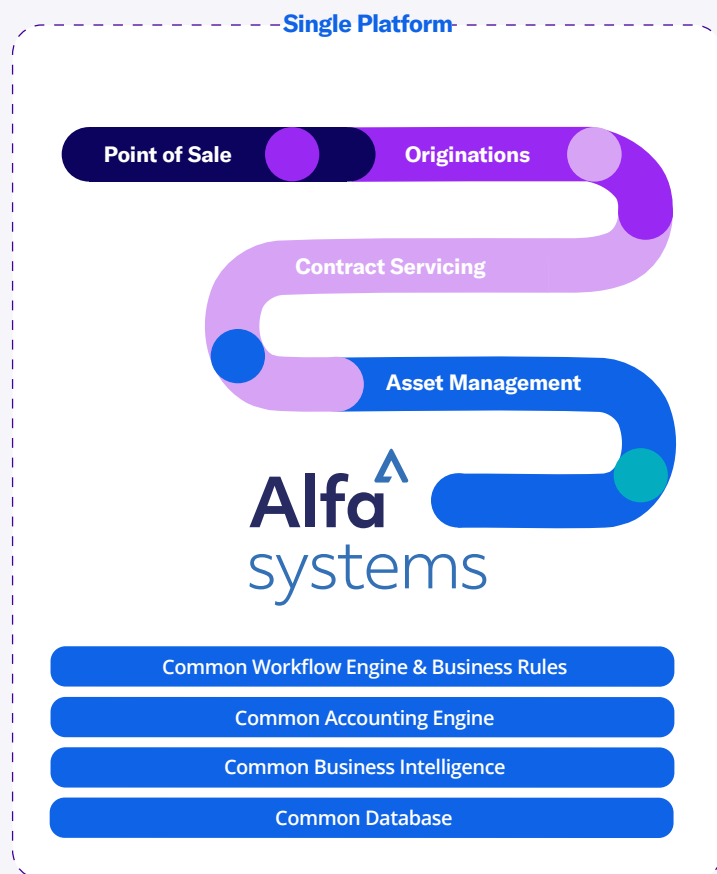 Single Platform
Point of Sale
Originations
Contract Servicing
Asset Management
Alfa
systems
Common Workflow Engine & Business Rules
Common Accounting Engine
Common Business Intelligence
Common Database